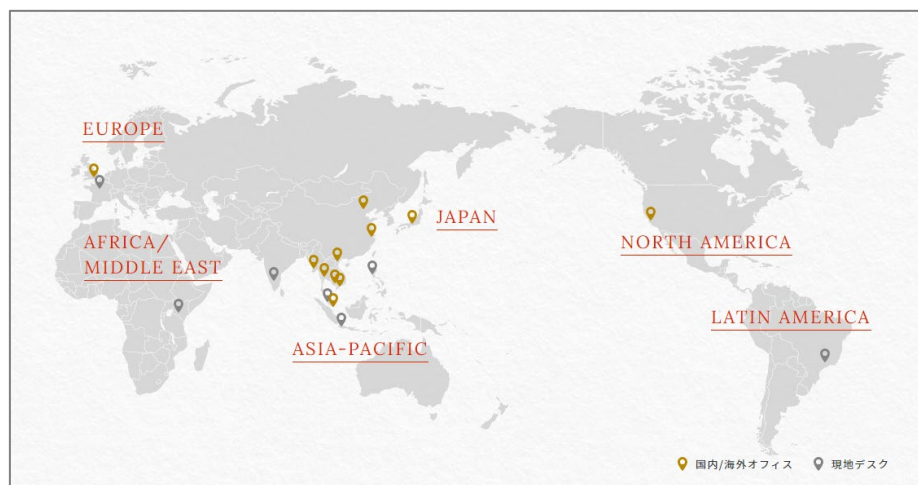 EUROPE
JAPAN
AFRICA/
MIDDLE EAST
NORTH AMERICA
LATIN AMERICA
ASIA-PACIFIC
国内/海外オフィス
現地デスク